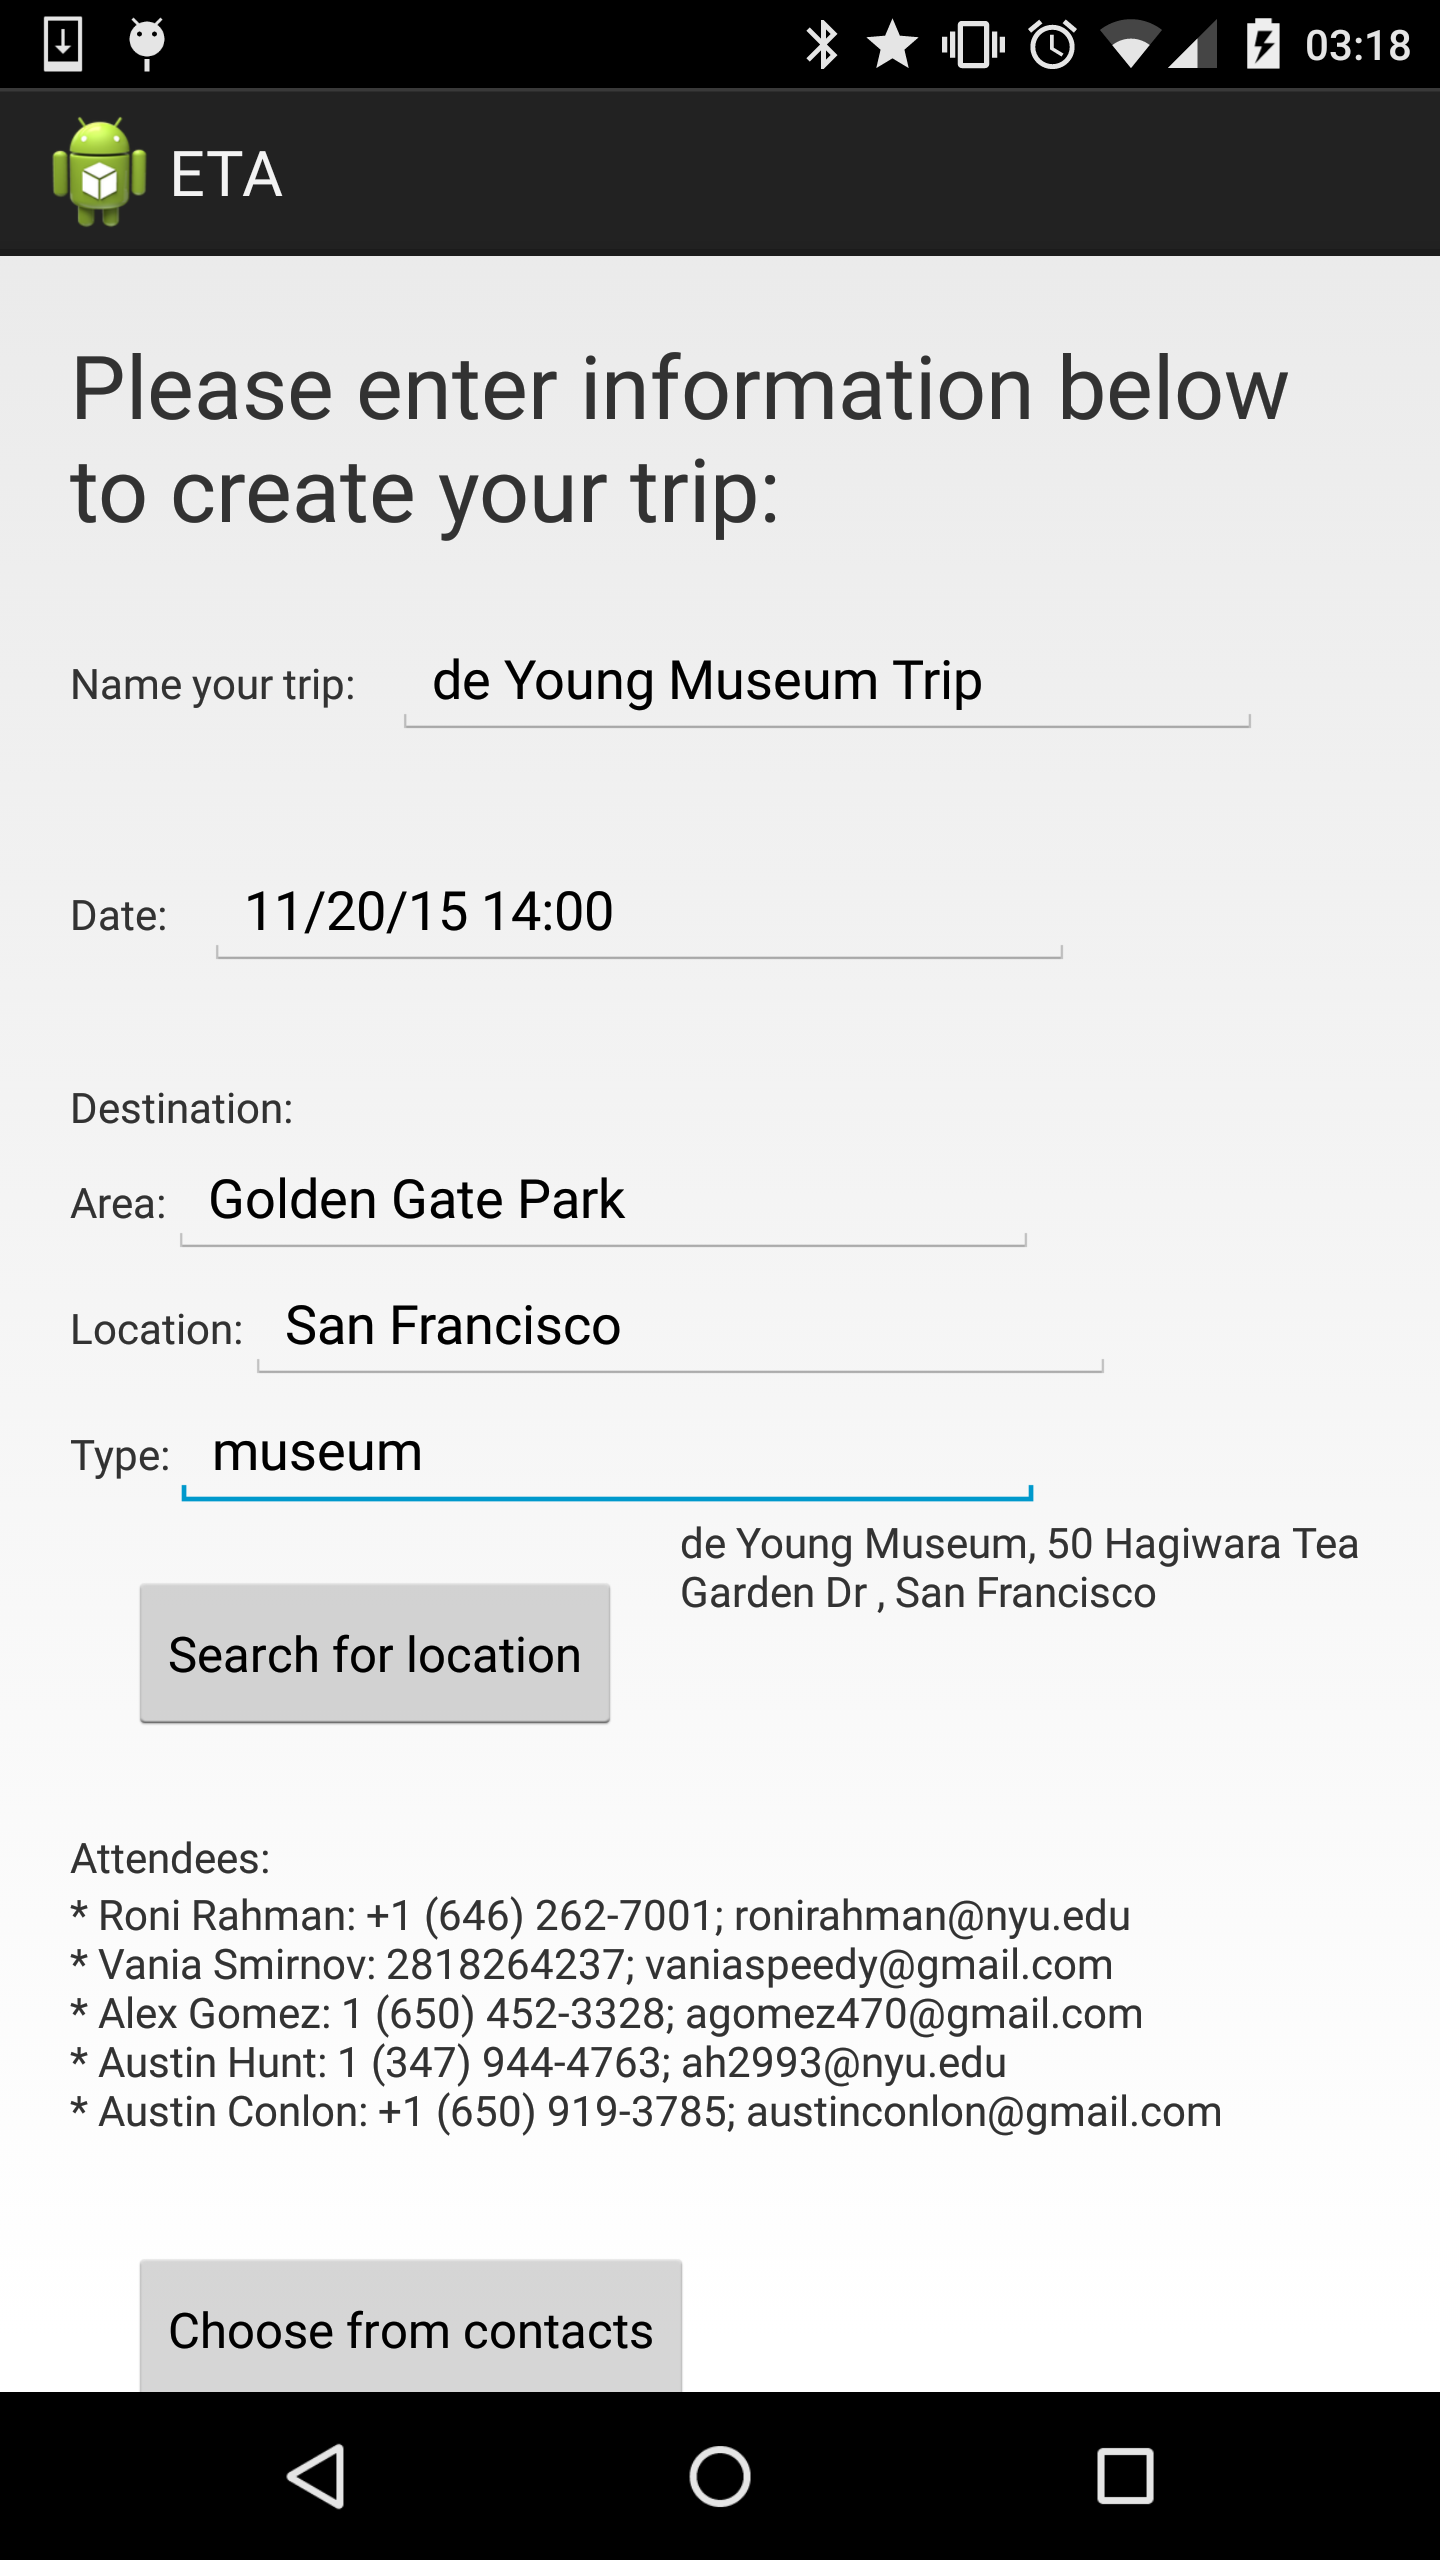 03:18
ETA
Please enter information below
to create your trip:
Name your trip: de Young Museum Trip
Date: 11/20/15 14:00
Destination:
Area: Golden Gate Park
Location: San Francisco
Type: museum
de Young Museum, 50 Hagiwara Tea
Garden Dr , San Francisco
Search for location
Attendees:
* Roni Rahman: +1 (646) 262-7001; ronirahman@nyu.edu
* Vania Smirnov: 2818264237; vaniaspeedy@gmail.com
* Alex Gomez: 1 (650) 452-3328; agomez470@gmail.com
* Austin Hunt: 1 (347) 944-4763; ah2993@nyu.edu
* Austin Conlon: +1 (650) 919-3785; austinconlon@gmail.com
Choose from contacts